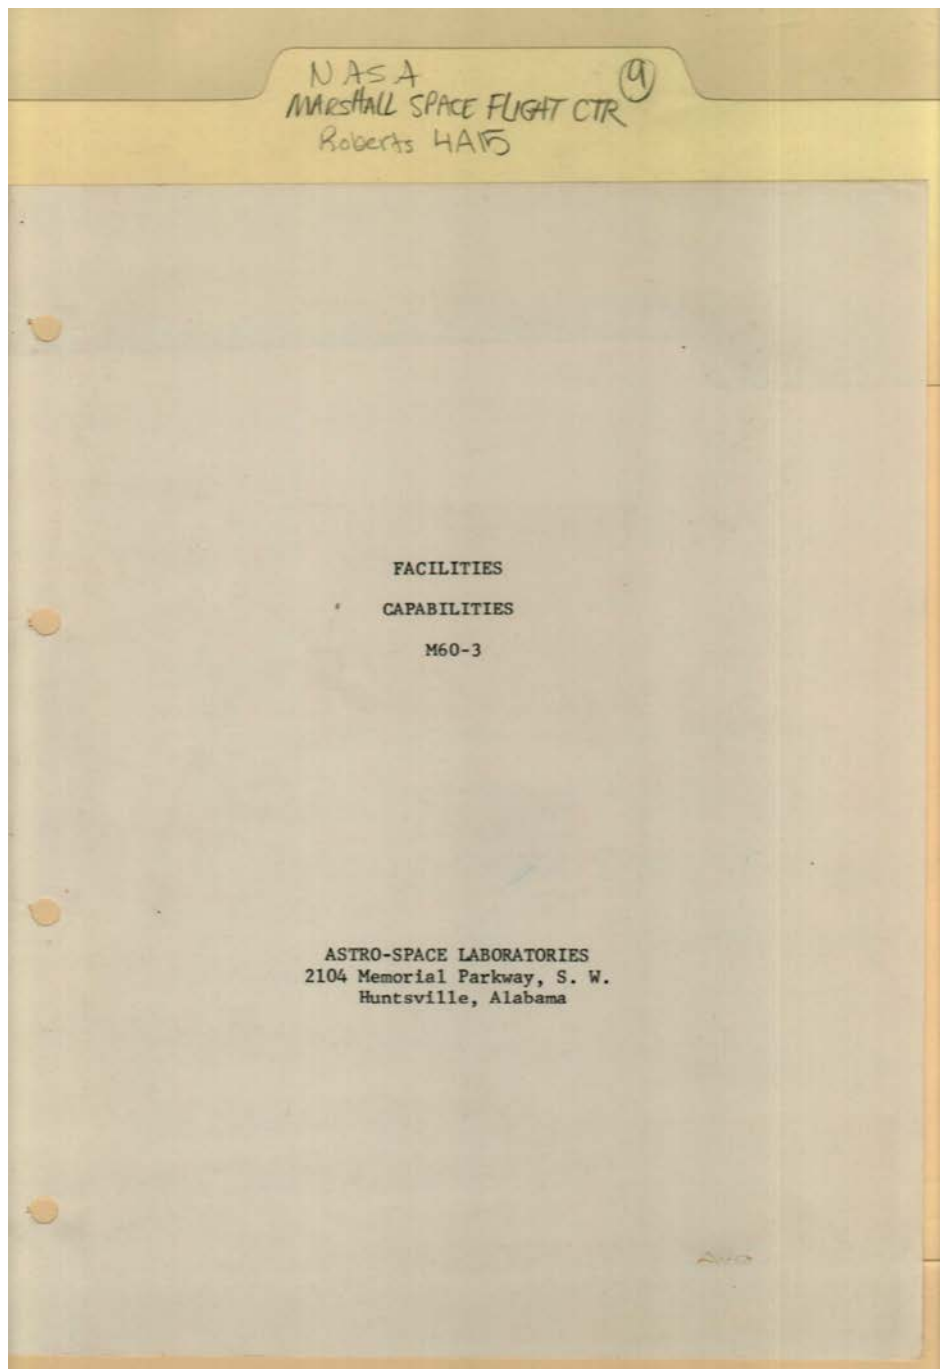 NASA 9
MARSHALL SPACE FLIGHT CTR
Roberts 4A15
FACILITIES
CAPABILITIES
M60-3
ASTRO-SPACE LABORATORIES
2104 Memorial Parkway, S. W.
Huntsville, Alabama